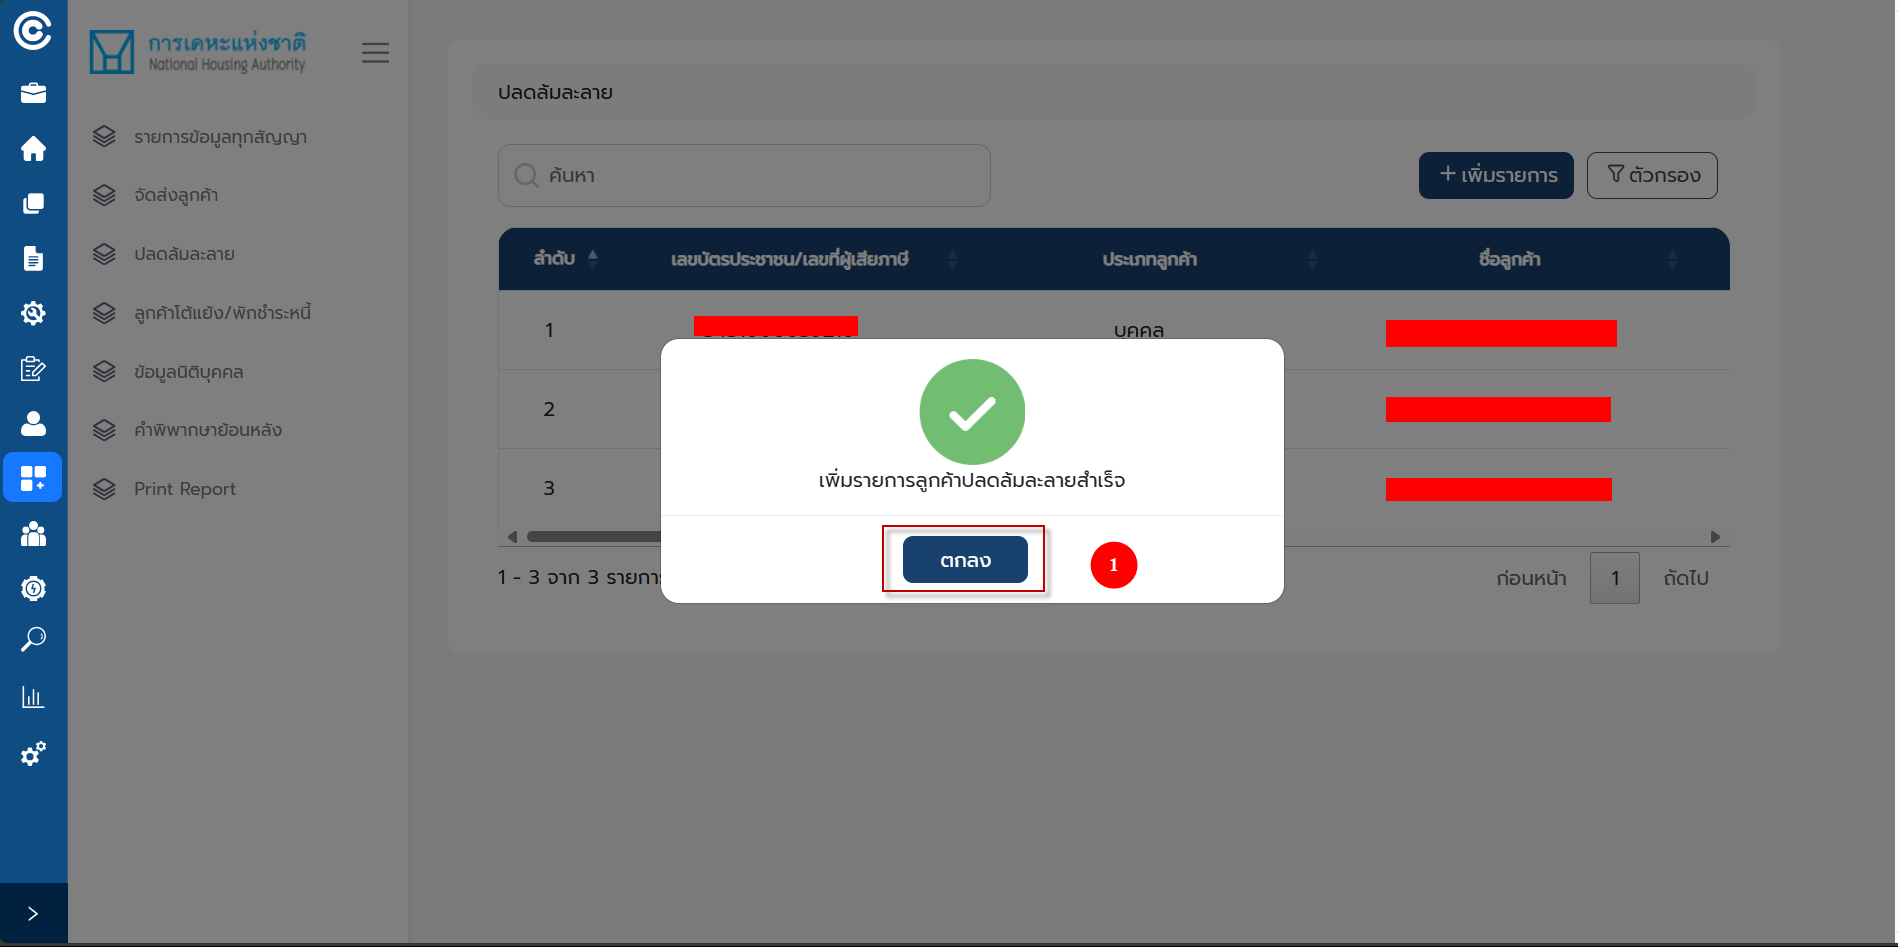 การเคหะแห่งชาติ
National Housing Authority
รายการข้อมูลทุกสัญญา
จัดส่งลูกค้า
ปลดล้มละลาย
ลูกค้าโต้แย้ง/พักชำระหนี้
ข้อมูลนิติบุคคล
คำพิพากษาย้อนหลัง
Print Report
ปลดล้มละลาย
ค้นหา
+ เพิ่มรายการ
ตัวกรอง
ลำดับ เลขบัตรประชาชน/เลขที่ผู้เสียภาษี ประเภทลูกค้า ชื่อลูกค้า
1 บุคคล
2
3
เพิ่มรายการลูกค้าปลดล้มละลายสำเร็จ
ตกลง
1
1 - 3 จาก 3 รายการ
ก่อนหน้า 1 ถัดไป